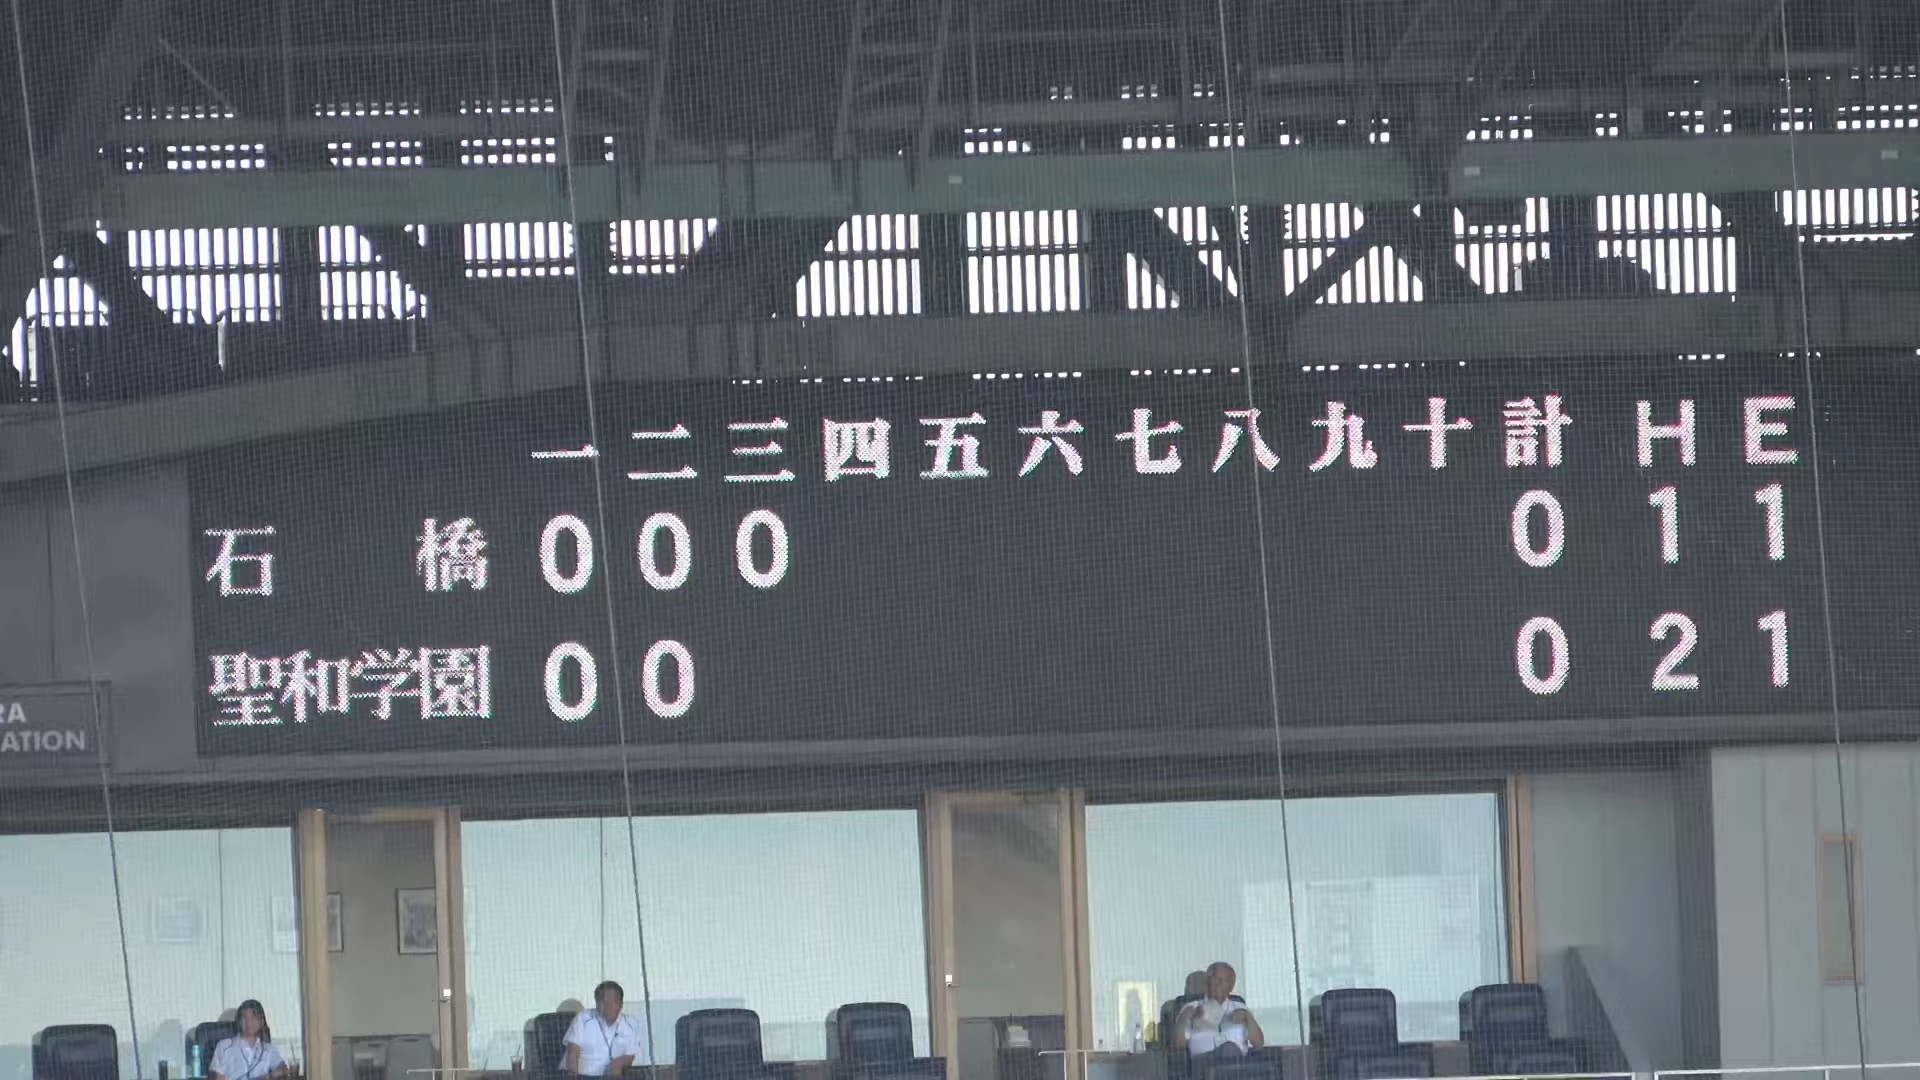 一 二 三 四 五 六 七 八 九 十 計 H E
石橋 0 0 0 0 1 1
聖和学園 0 0 0 2 1
RA
ATION